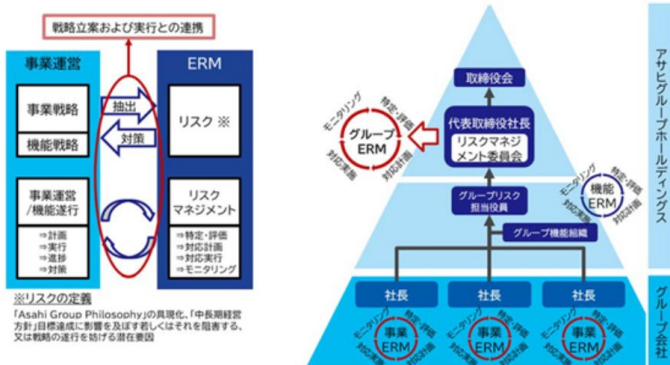 戦略立案および実行との連携
事業運営
ERM
事業戦略
機能戦略
抽出
対策
リスク ※
事業運営
/機能遂行
⇒計画
⇒実行
⇒進捗
⇒対策
リスク
マネジメント
⇒特定・評価
⇒対応計画
⇒対応実行
⇒モニタリング
※リスクの定義
「Asahi Group Philosophy」の具現化、「中長期経営
方針」目標達成に影響を及ぼす若しくはそれを阻害する、
又は戦略の遂行を妨げる潜在要因
取締役会
代表取締役社長
リスクマネジ
メント委員会
モニタリング
特定・評価
グループ
ERM
対応実施
対応計画
グループリスク
担当役員
グループ機能組織
モニタリング
特定・評価
機能
ERM
対応実施
対応計画
社長
社長
社長
モニタリング
特定・評価
事業
ERM
対応実施
対応計画
モニタリング
特定・評価
事業
ERM
対応実施
対応計画
モニタリング
特定・評価
事業
ERM
対応実施
対応計画
アサヒグループホールディングス
グループ会社